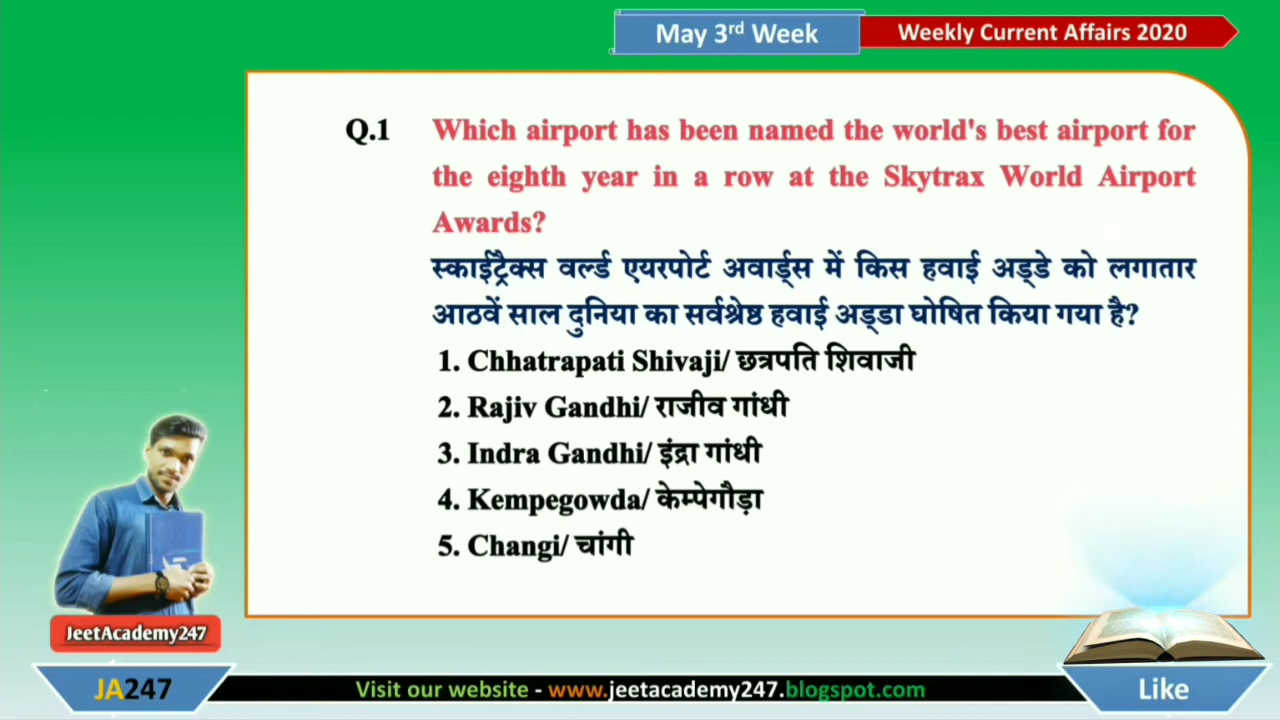 May 3rd Week
Weekly Current Affairs 2020
Q.1 Which airport has been named the world's best airport for
the eighth year in a row at the Skytrax World Airport
Awards?
स्काईट्रैक्स वर्ल्ड एयरपोर्ट अवार्ड्स में किस हवाई अड्डे को लगातार
आठवें साल दुनिया का सर्वश्रेष्ठ हवाई अड्डा घोषित किया गया है?
1. Chhatrapati Shivaji/ छत्रपति शिवाजी
2. Rajiv Gandhi/ राजीव गांधी
3. Indra Gandhi/ इंद्रा गांधी
4. Kempegowda/ केम्पेगौड़ा
5. Changi/ चांगी
JeetAcademy247
JA247
Visit our website - www.jeetacademy247.blogspot.com
Like